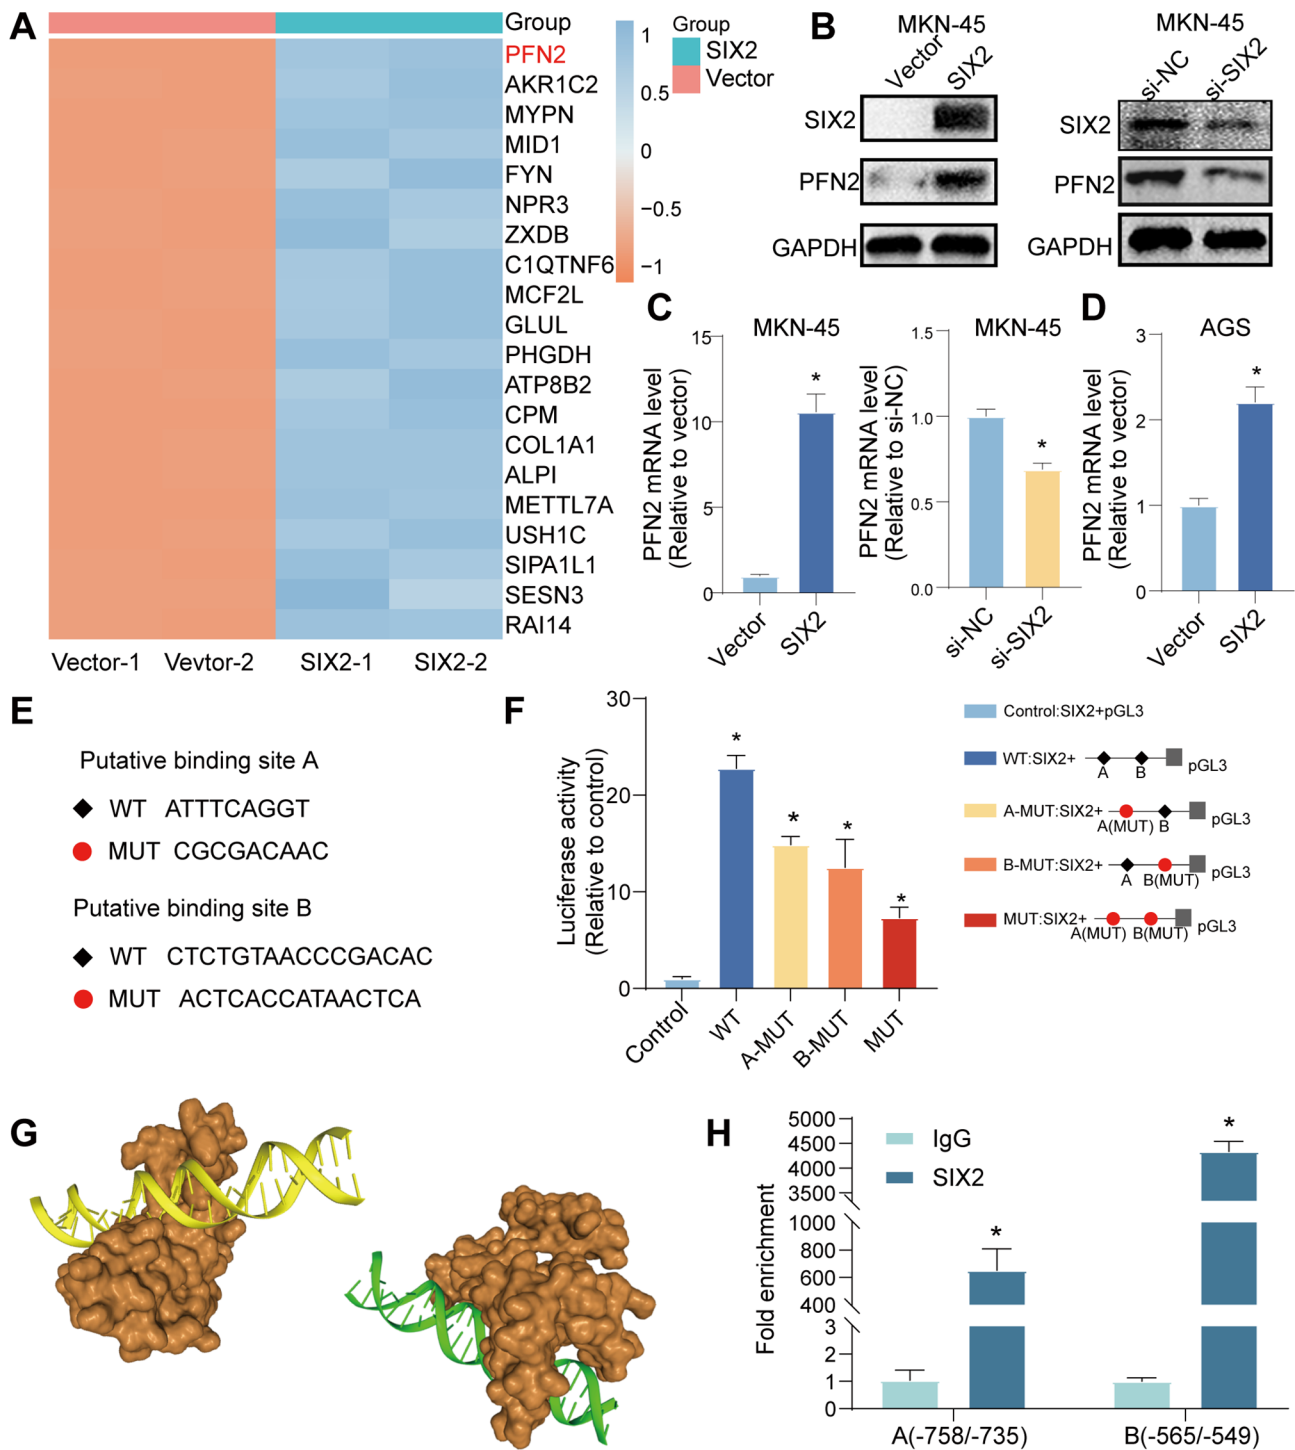 A
Group
PFN2
AKR1C2
MYPN
MID1
FYN
NPR3
ZXDB
C1QTNF6
MCF2L
GLUL
PHGDH
ATP8B2
CPM
COL1A1
ALPI
METTL7A
USH1C
SIPA1L1
SESN3
RAI14
Vector-1 Vevtor-2 SIX2-1 SIX2-2
1
0.5
0
−0.5
−1
Group
SIX2
Vector
B
MKN-45
Vector SIX2
SIX2
PFN2
GAPDH
MKN-45
si-NC si-SIX2
SIX2
PFN2
GAPDH
C
MKN-45
PFN2 mRNA level
(Relative to vector)
15
10
5
0
*
Vector SIX2
MKN-45
PFN2 mRNA level
(Relative to si-NC)
1.5
1.0
0.5
0.0
*
si-NC si-SIX2
D
AGS
PFN2 mRNA level
(Relative to vector)
3
2
1
0
*
Vector SIX2
E
Putative binding site A
WT ATTTCAGGT
MUT CGCGACAAC
Putative binding site B
WT CTCTGTAACCCGACAC
MUT ACTCACCATAACTCA
F
Luciferase activity
(Relative to control)
30
20
10
0
* * * *
Control WT A-MUT B-MUT MUT
Control:SIX2+pGL3
WT:SIX2+ pGL3
A B
A-MUT:SIX2+ pGL3
A(MUT) B
B-MUT:SIX2+ pGL3
A B(MUT)
MUT:SIX2+ pGL3
A(MUT) B(MUT)
G
H
Fold enrichment
5000
4500
4000
3500
1000
800
600
400
3
2
1
0
IgG
SIX2
* *
A(-758/-735) B(-565/-549)